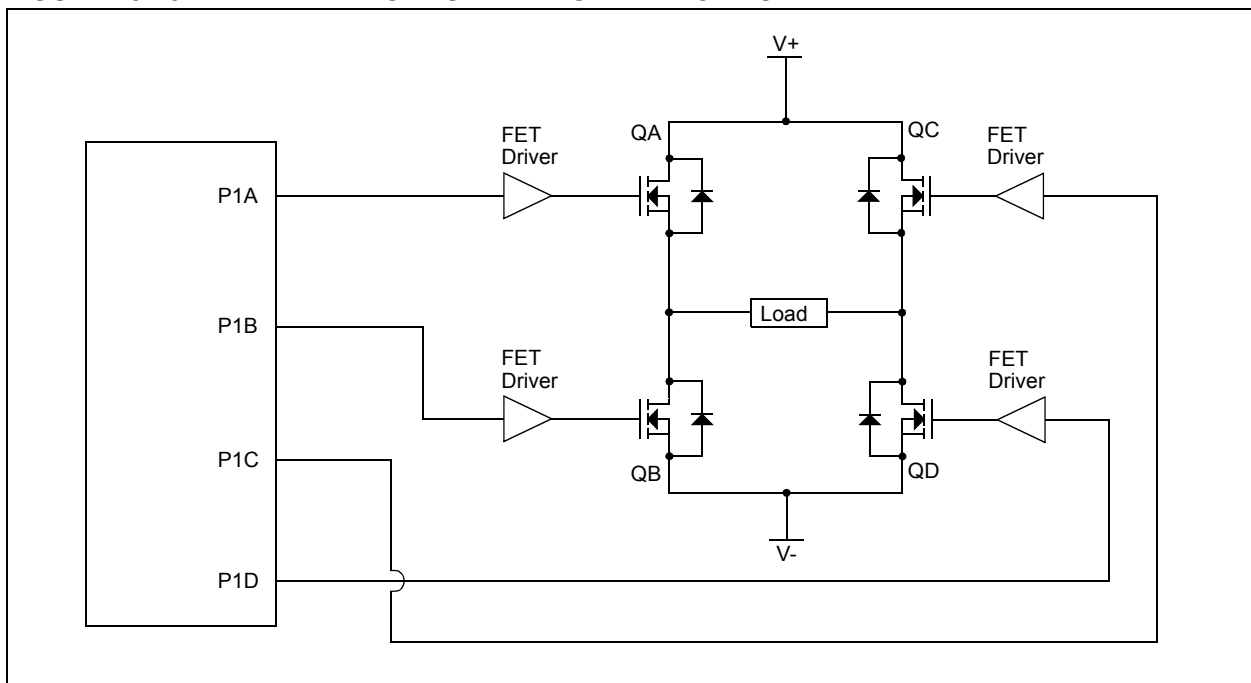 V+
QA
QC
FET
Driver
FET
Driver
P1A
P1B
Load
FET
Driver
FET
Driver
P1C
QB
QD
V-
P1D